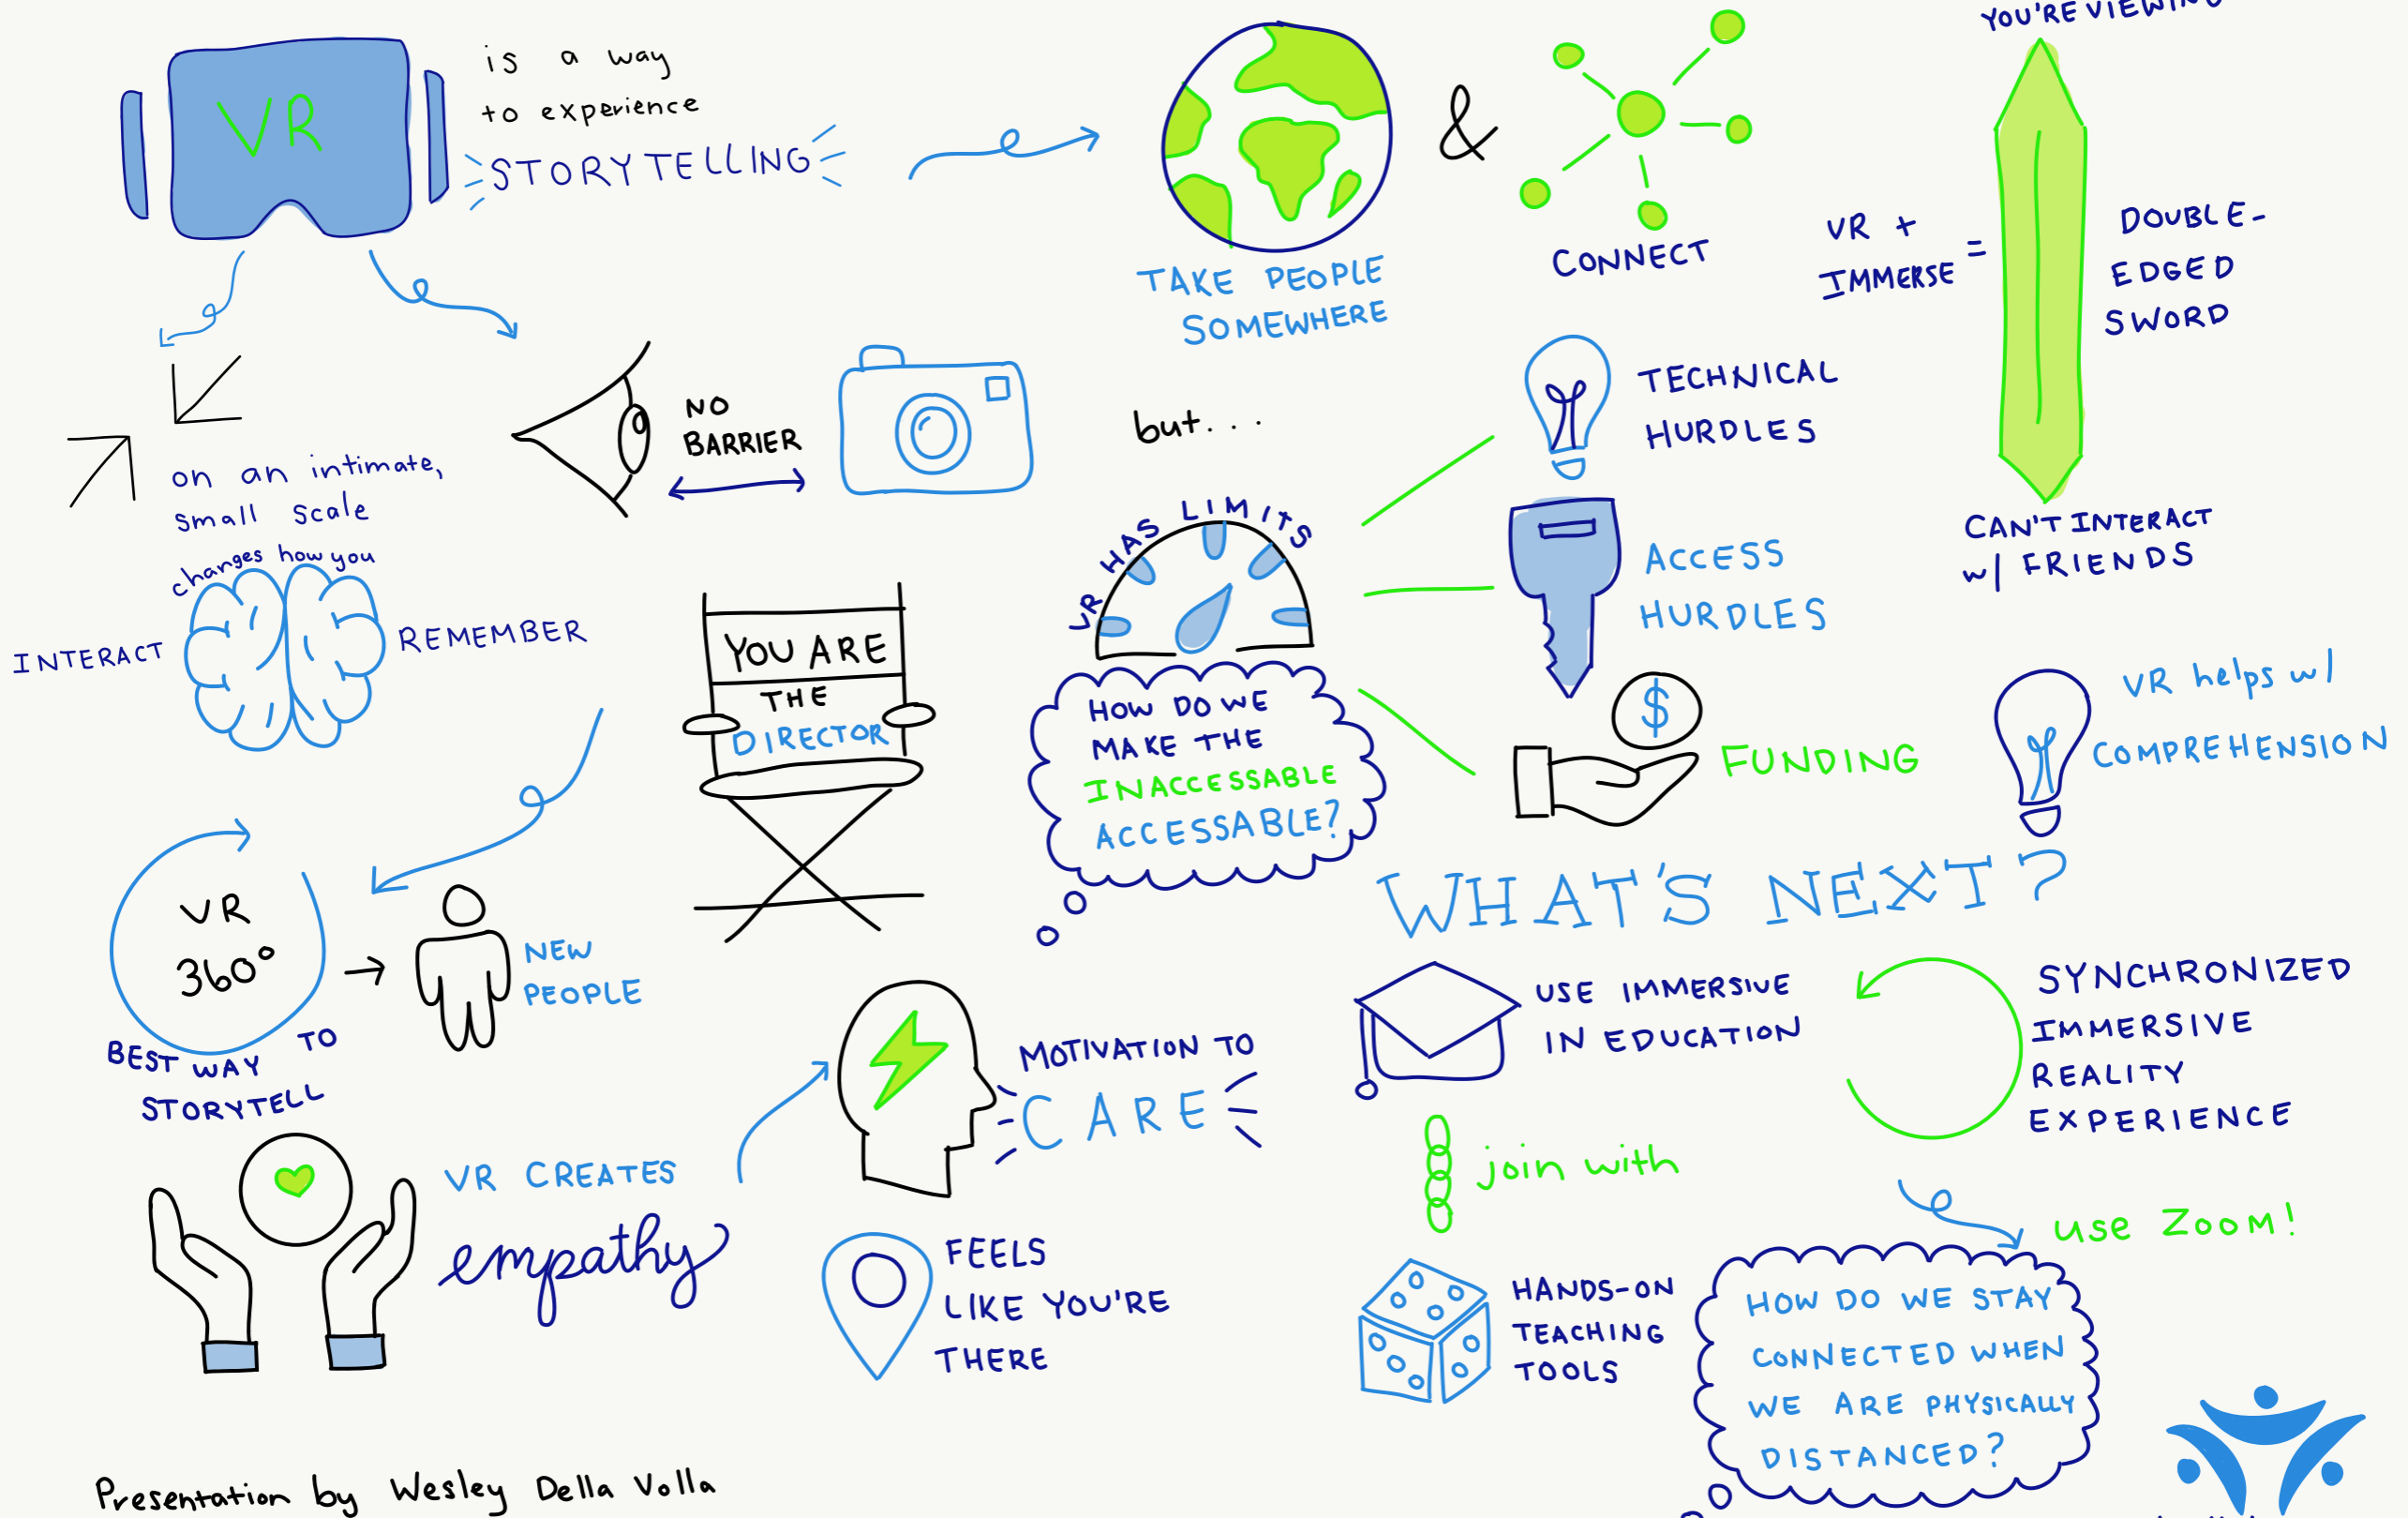 VR
is a way
to experience
STORYTELLING
TAKE PEOPLE
SOMEWHERE
&
CONNECT
YOU'RE VIEWING
VR +
IMMERSE =
DOUBLE-
EDGED
SWORD
CAN'T INTERACT
w/ FRIENDS
on an intimate,
small scale
changes how you
INTERACT
REMEMBER
NO
BARRIER
but...
VR HAS LIMITS
TECHNICAL
HURDLES
ACCESS
HURDLES
$
FUNDING
HOW DO WE
MAKE THE
INACCESSABLE
ACCESSABLE?
YOU ARE
THE
DIRECTOR
VR helps w/
COMPREHENSION
VR
360°
BEST WAY TO
STORYTELL
NEW
PEOPLE
VR CREATES
empathy
MOTIVATION TO
CARE
FEELS
LIKE YOU'RE
THERE
WHAT'S NEXT?
USE IMMERSIVE
IN EDUCATION
join with
HANDS-ON
TEACHING
TOOLS
SYNCHRONIZED
IMMERSIVE
REALITY
EXPERIENCE
use Zoom!
HOW DO WE STAY
CONNECTED WHEN
WE ARE PHYSICALLY
DISTANCED?
Presentation by Wesley Della Volla